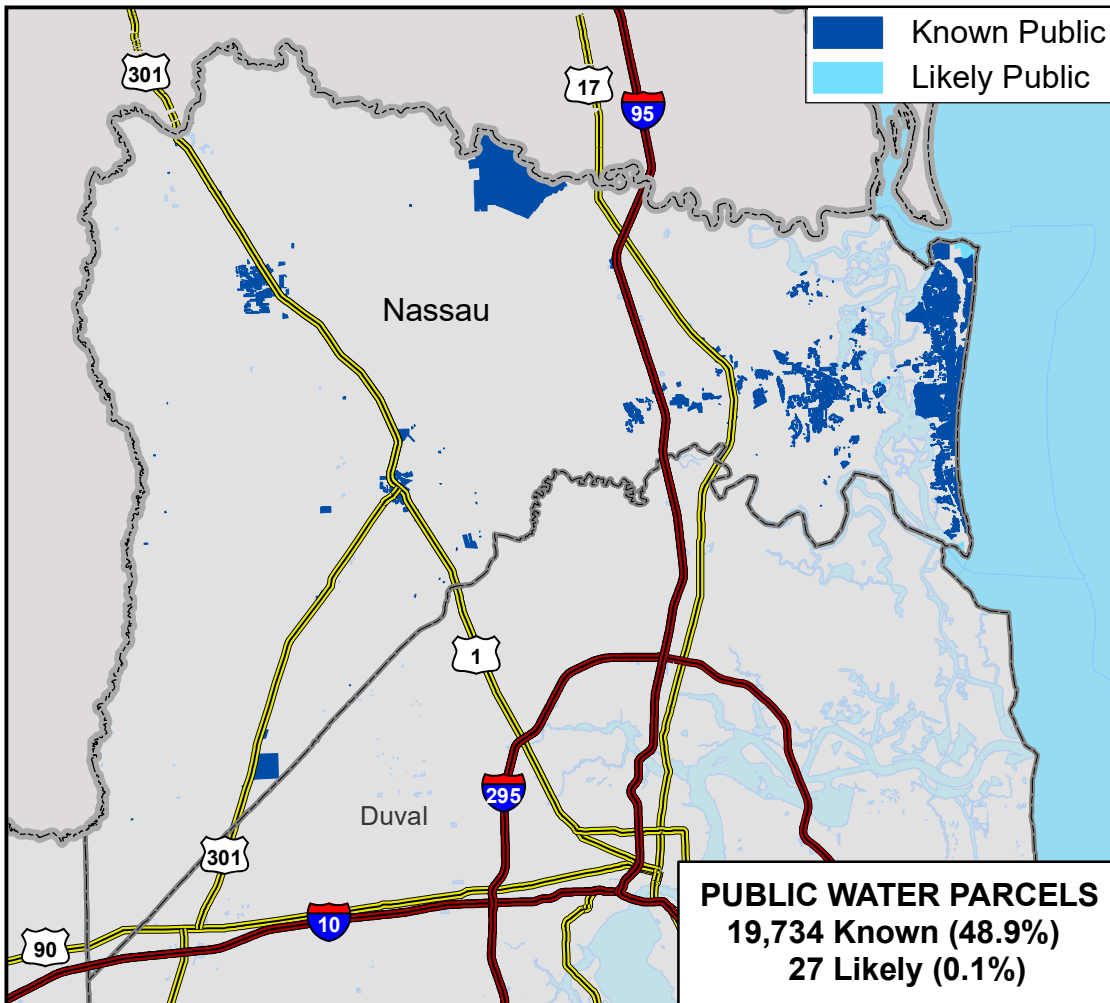 Known Public
Likely Public
301
17
95
Nassau
1
295
Duval
301
10
90
PUBLIC WATER PARCELS
19,734 Known (48.9%)
27 Likely (0.1%)